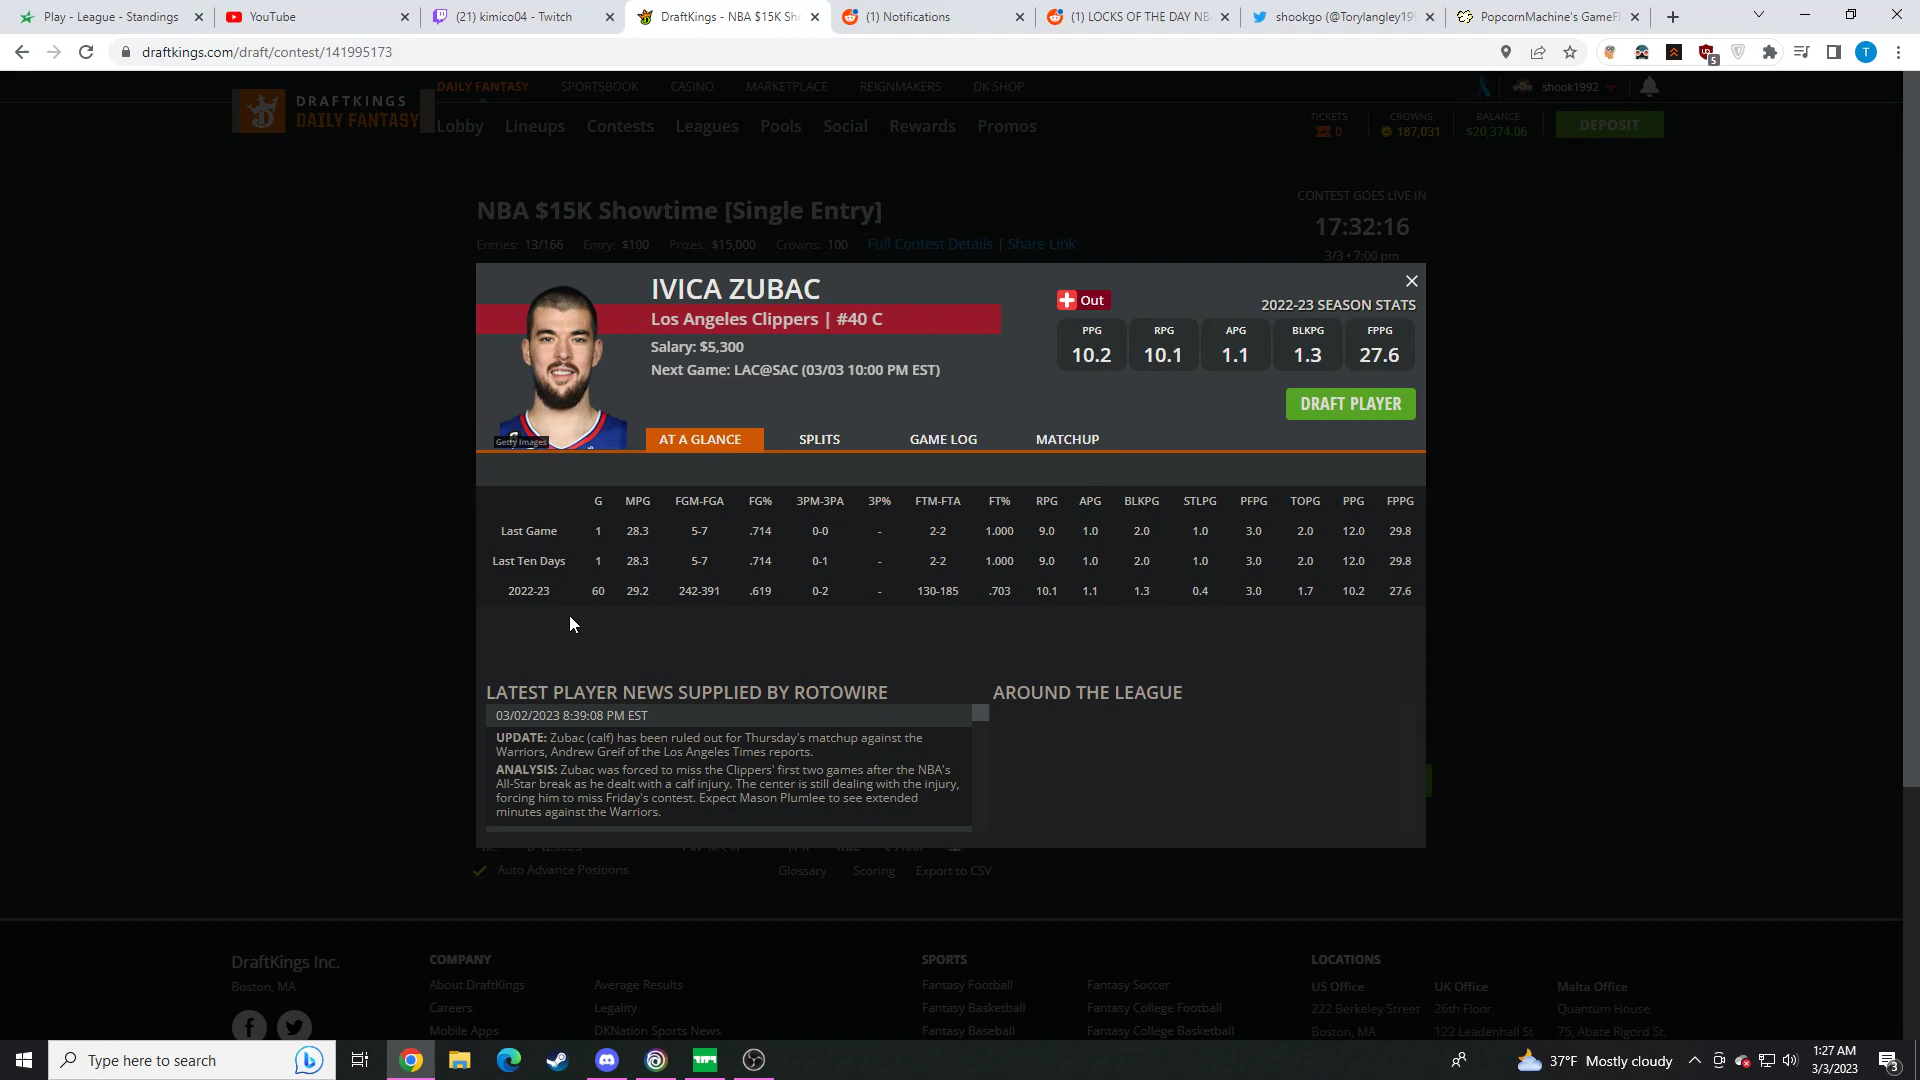 Play - League - Standings
YouTube
(21) kimico04 - Twitch
DraftKings - NBA $15K Sho
(1) Notifications
(1) LOCKS OF THE DAY NB
shookgo (@Torylangley19
PopcornMachine's GameFl
draftkings.com/draft/contest/141995173
5
T
DAILY FANTASY
SPORTSBOOK
CASINO
MARKETPLACE
REIGNMAKERS
DK SHOP
shook1992
DRAFTKINGS
DAILY FANTASY
Lobby
Lineups
Contests
Leagues
Pools
Social
Rewards
Promos
TICKETS
0
CROWNS
187,031
BALANCE
$20,374.06
DEPOSIT
NBA $15K Showtime [Single Entry]
CONTEST GOES LIVE IN
17:32:16
3/3 • 7:00 pm
Entries: 13/166 Entry: $100 Prizes: $15,000 Crowns: 100 Full Contest Details | Share Link
IVICA ZUBAC
Los Angeles Clippers | #40 C
Salary: $5,300
Next Game: LAC@SAC (03/03 10:00 PM EST)
Getty Images
Out
2022-23 SEASON STATS
PPG RPG APG BLKPG FPPG
10.2 10.1 1.1 1.3 27.6
DRAFT PLAYER
AT A GLANCE SPLITS GAME LOG MATCHUP
G MPG FGM-FGA FG% 3PM-3PA 3P% FTM-FTA FT% RPG APG BLKPG STLPG PFPG TOPG PPG FPPG
Last Game 1 28.3 5-7 .714 0-0 - 2-2 1.000 9.0 1.0 2.0 1.0 3.0 2.0 12.0 29.8
Last Ten Days 1 28.3 5-7 .714 0-1 - 2-2 1.000 9.0 1.0 2.0 1.0 3.0 2.0 12.0 29.8
2022-23 60 29.2 242-391 .619 0-2 - 130-185 .703 10.1 1.1 1.3 0.4 3.0 1.7 10.2 27.6
LATEST PLAYER NEWS SUPPLIED BY ROTOWIRE
03/02/2023 8:39:08 PM EST
UPDATE: Zubac (calf) has been ruled out for Thursday's matchup against the
Warriors, Andrew Greif of the Los Angeles Times reports.
ANALYSIS: Zubac was forced to miss the Clippers' first two games after the NBA's
All-Star break as he dealt with a calf injury. The center is still dealing with the injury,
forcing him to miss Friday's contest. Expect Mason Plumlee to see extended
minutes against the Warriors.
AROUND THE LEAGUE
Auto Advance Positions
Glossary
Scoring
Export to CSV
DraftKings Inc.
Boston, MA
COMPANY
About DraftKings
Careers
Mobile Apps
Average Results
Legality
DKNation Sports News
SPORTS
Fantasy Football
Fantasy Basketball
Fantasy Baseball
Fantasy Soccer
Fantasy College Football
Fantasy College Basketball
LOCATIONS
US Office
222 Berkeley Street
Boston, MA
UK Office
26th Floor
122 Leadenhall St
Malta Office
Quantum House
75, Abate Rigord St.
Type here to search
37°F Mostly cloudy
1:27 AM
3/3/2023
3